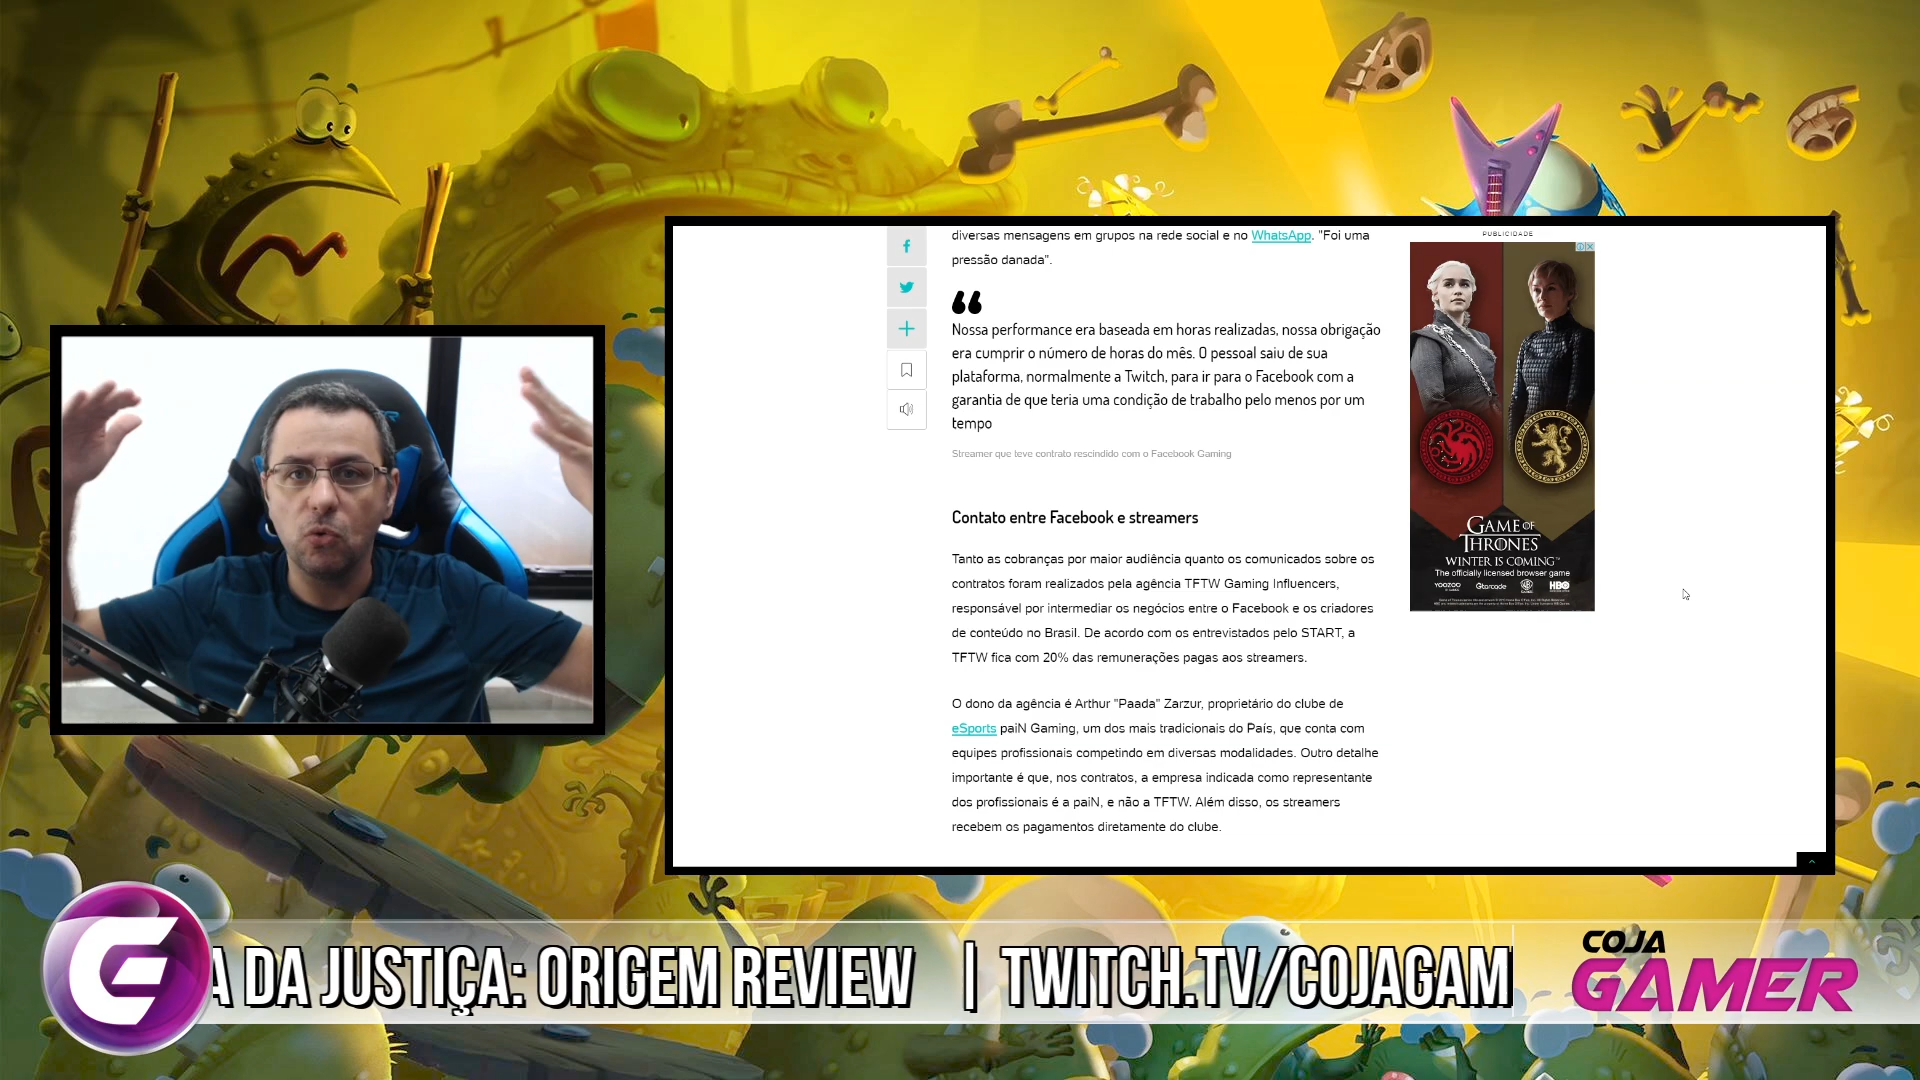 diversas mensagens em grupos na rede social e no WhatsApp. "Foi uma
pressão danada".
Nossa performance era baseada em horas realizadas, nossa obrigação
era cumprir o número de horas do mês. O pessoal saiu de sua
plataforma, normalmente a Twitch, para ir para o Facebook com a
garantia de que teria uma condição de trabalho pelo menos por um
tempo
Streamer que teve contrato rescindido com o Facebook Gaming
Contato entre Facebook e streamers
Tanto as cobranças por maior audiência quanto os comunicados sobre os
contratos foram realizados pela agência TFTW Gaming Influencers,
responsável por intermediar os negócios entre o Facebook e os criadores
de conteúdo no Brasil. De acordo com os entrevistados pelo START, a
TFTW fica com 20% das remunerações pagas aos streamers.
O dono da agência é Arthur "Paada" Zarzur, proprietário do clube de
eSports paiN Gaming, um dos mais tradicionais do País, que conta com
equipes profissionais competindo em diversas modalidades. Outro detalhe
importante é que, nos contratos, a empresa indicada como representante
dos profissionais é a paiN, e não a TFTW. Além disso, os streamers
recebem os pagamentos diretamente do clube.
PUBLICIDADE
GAME OF
THRONES
WINTER IS COMING™
The officially licensed browser game
YOOZOO GTarcade HBO
A DA JUSTIÇA: ORIGEM REVIEW | TWITCH.TV/COJAGAM
COJA
GAMER